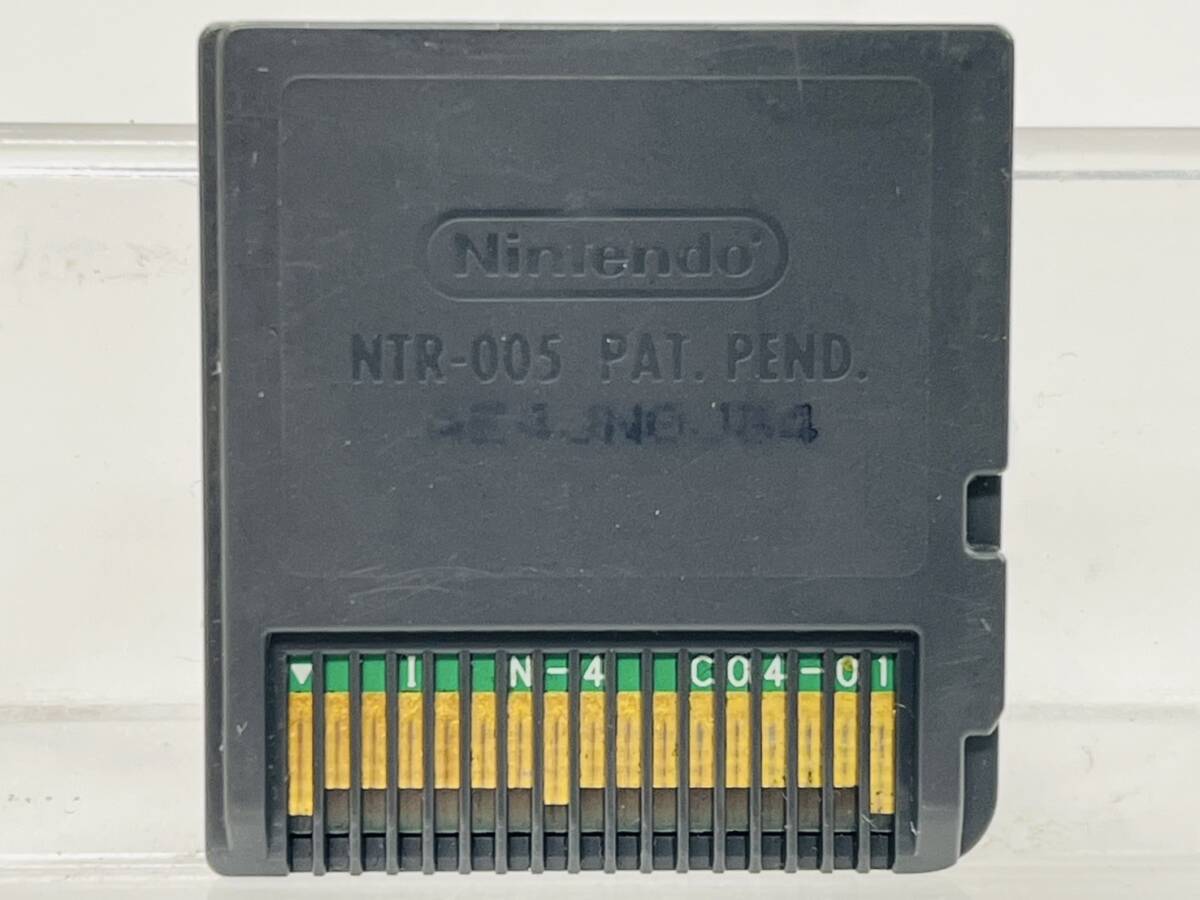 Nintendo
NTR-005 PAT. PEND.
I N-4 C04-01